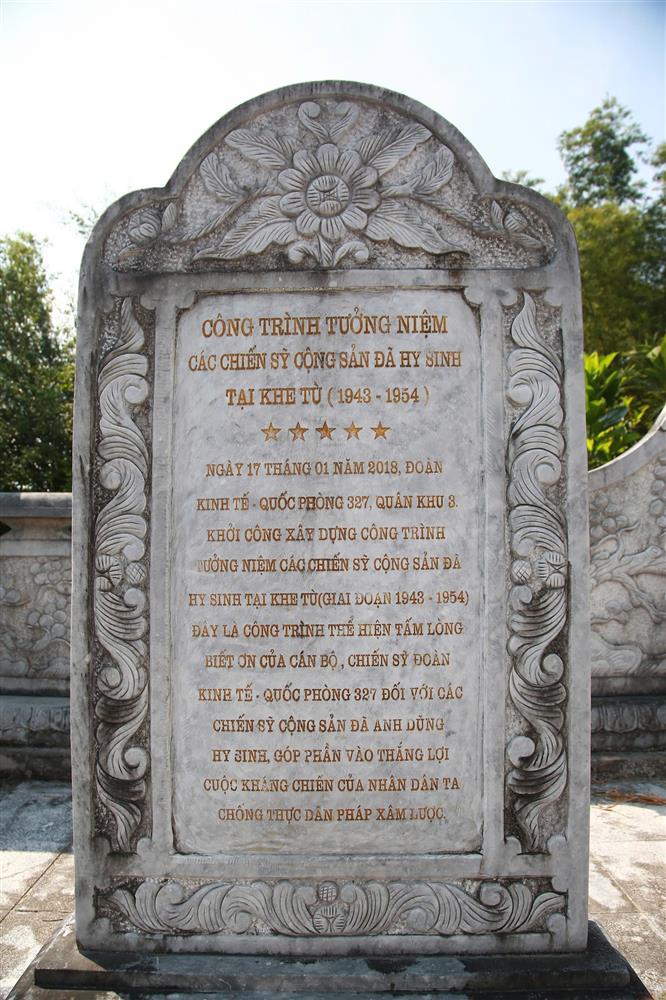 CÔNG TRÌNH TƯỞNG NIỆM
CÁC CHIẾN SỸ CỘNG SẢN ĐÃ HY SINH
TẠI KHE TÙ ( 1943 - 1954 )
NGÀY 17 THÁNG 01 NĂM 2018, ĐOÀN
KINH TẾ - QUỐC PHÒNG 327, QUÂN KHU 3.
KHỞI CÔNG XÂY DỰNG CÔNG TRÌNH
TƯỞNG NIỆM CÁC CHIẾN SỸ CỘNG SẢN ĐÃ
HY SINH TẠI KHE TÙ(GIAI ĐOẠN 1943 - 1954)
ĐÂY LÀ CÔNG TRÌNH THỂ HIỆN TẤM LÒNG
BIẾT ƠN CỦA CÁN BỘ , CHIẾN SỸ ĐOÀN
KINH TẾ - QUỐC PHÒNG 327 ĐỐI VỚI CÁC
CHIẾN SỸ CỘNG SẢN ĐÃ ANH DŨNG
HY SINH, GÓP PHẦN VÀO THẮNG LỢI
CUỘC KHÁNG CHIẾN CỦA NHÂN DÂN TA
CHỐNG THỰC DÂN PHÁP XÂM LƯỢC.